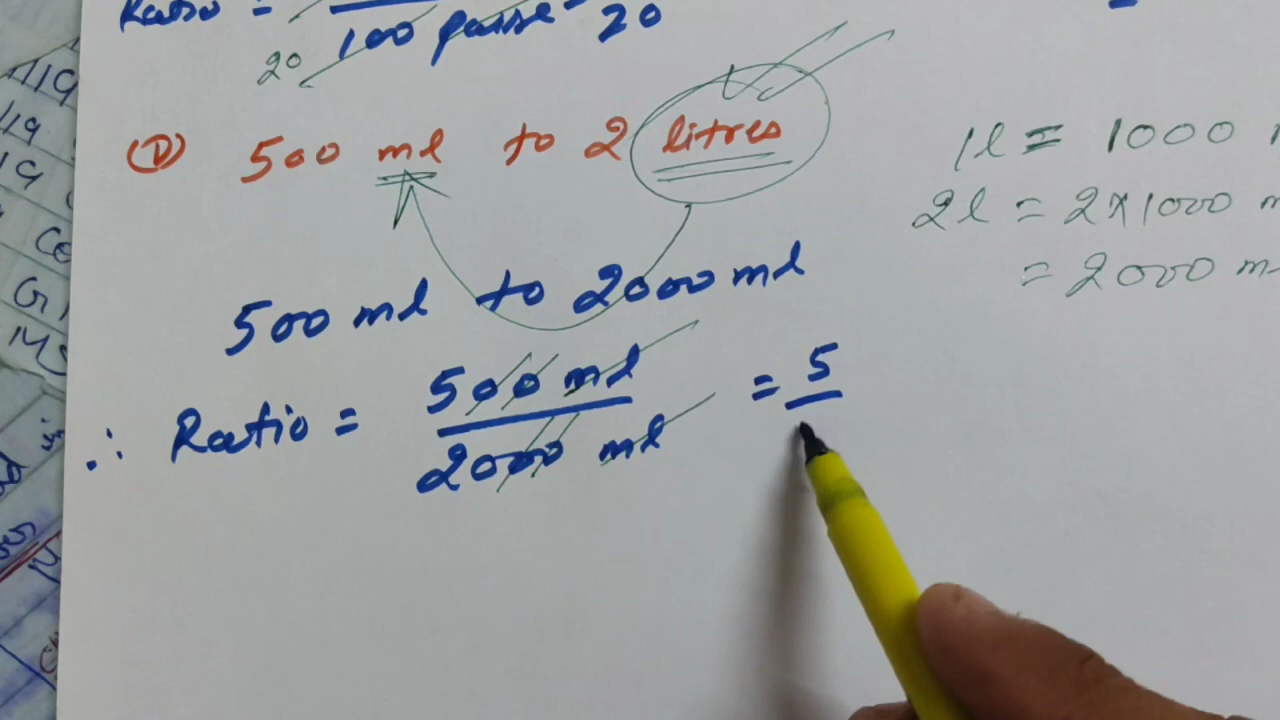 Ratio =
100 paise = 20
20
(D) 500 ml to 2 litres
500 ml to 2000 ml
∴ Ratio = 500 ml / 2000 ml = 5
1l = 1000
2l = 2×1000 m
= 2000 m